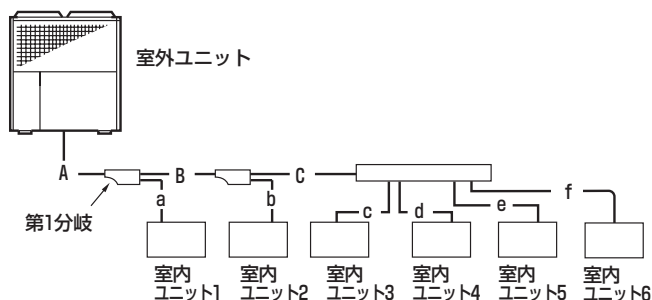 室外ユニット
A
B
C
第1分岐
a
b
c
d
e
f
室内
ユニット1
室内
ユニット2
室内
ユニット3
室内
ユニット4
室内
ユニット5
室内
ユニット6